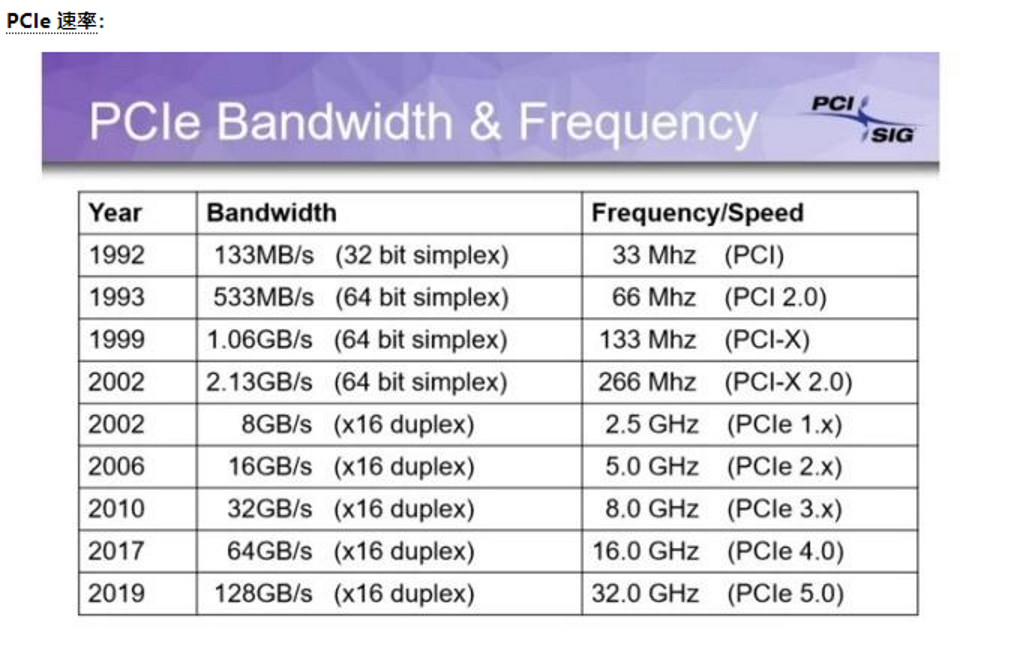 PCIe 速率:
PCIe Bandwidth & Frequency
PCI
SIG
Year Bandwidth Frequency/Speed
1992 133MB/s (32 bit simplex) 33 Mhz (PCI)
1993 533MB/s (64 bit simplex) 66 Mhz (PCI 2.0)
1999 1.06GB/s (64 bit simplex) 133 Mhz (PCI-X)
2002 2.13GB/s (64 bit simplex) 266 Mhz (PCI-X 2.0)
2002 8GB/s (x16 duplex) 2.5 GHz (PCIe 1.x)
2006 16GB/s (x16 duplex) 5.0 GHz (PCIe 2.x)
2010 32GB/s (x16 duplex) 8.0 GHz (PCIe 3.x)
2017 64GB/s (x16 duplex) 16.0 GHz (PCIe 4.0)
2019 128GB/s (x16 duplex) 32.0 GHz (PCIe 5.0)